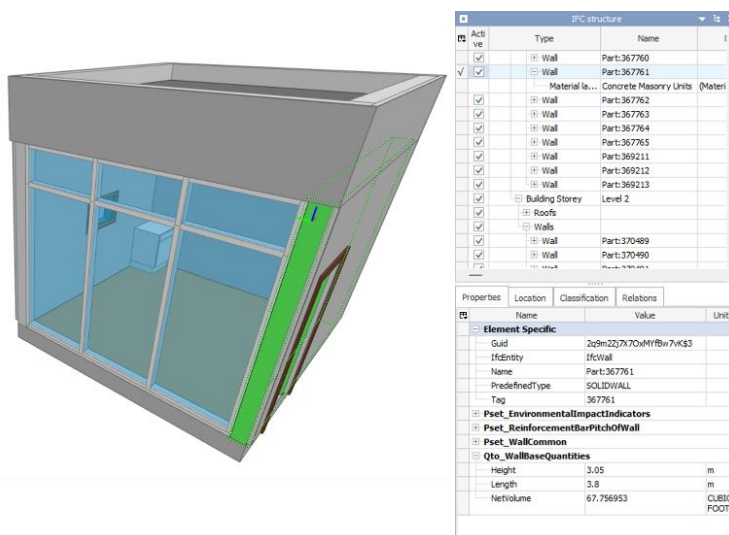 IFC structure
Acti
ve Type Name
Wall Part:367760
Wall Part:367761
Material la... Concrete Masonry Units (Materi
Wall Part:367762
Wall Part:367763
Wall Part:367764
Wall Part:367765
Wall Part:369211
Wall Part:369212
Wall Part:369213
Building Storey Level 2
Roofs
Walls
Wall Part:370489
Wall Part:370490
Properties Location Classification Relations
Name Value Unit
Element Specific
Guid 2q9m2Zj7X7OxMYfBw7vK$3
IfcEntity IfcWall
Name Part:367761
PredefinedType SOLIDWALL
Tag 367761
Pset_EnvironmentalImpactIndicators
Pset_ReinforcementBarPitchOfWall
Pset_WallCommon
Qto_WallBaseQuantities
Height 3.05 m
Length 3.8 m
NetVolume 67.756953 CUBIC
FOOT